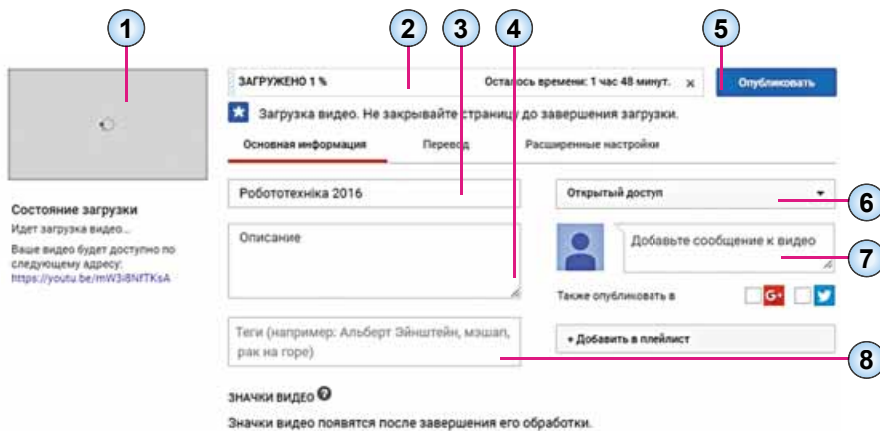 1
2
3
4
5
ЗАГРУЖЕНО 1 %
Осталось времени: 1 час 48 минут. x
Опубликовать
Загрузка видео. Не закрывайте страницу до завершения загрузки.
Основная информация
Перевод
Расширенные настройки
Робототехніка 2016
Открытый доступ
6
Состояние загрузки
Идет загрузка видео...
Ваше видео будет доступно по
следующему адресу:
https://youtu.be/mW3i8NfTKsA
Описание
Добавьте сообщение к видео
7
Также опубликовать в
G+
Теги (например: Альберт Эйнштейн, мэшап,
рак на горе)
+ Добавить в плейлист
8
ЗНАЧКИ ВИДЕО ?
Значки видео появятся после завершения его обработки.